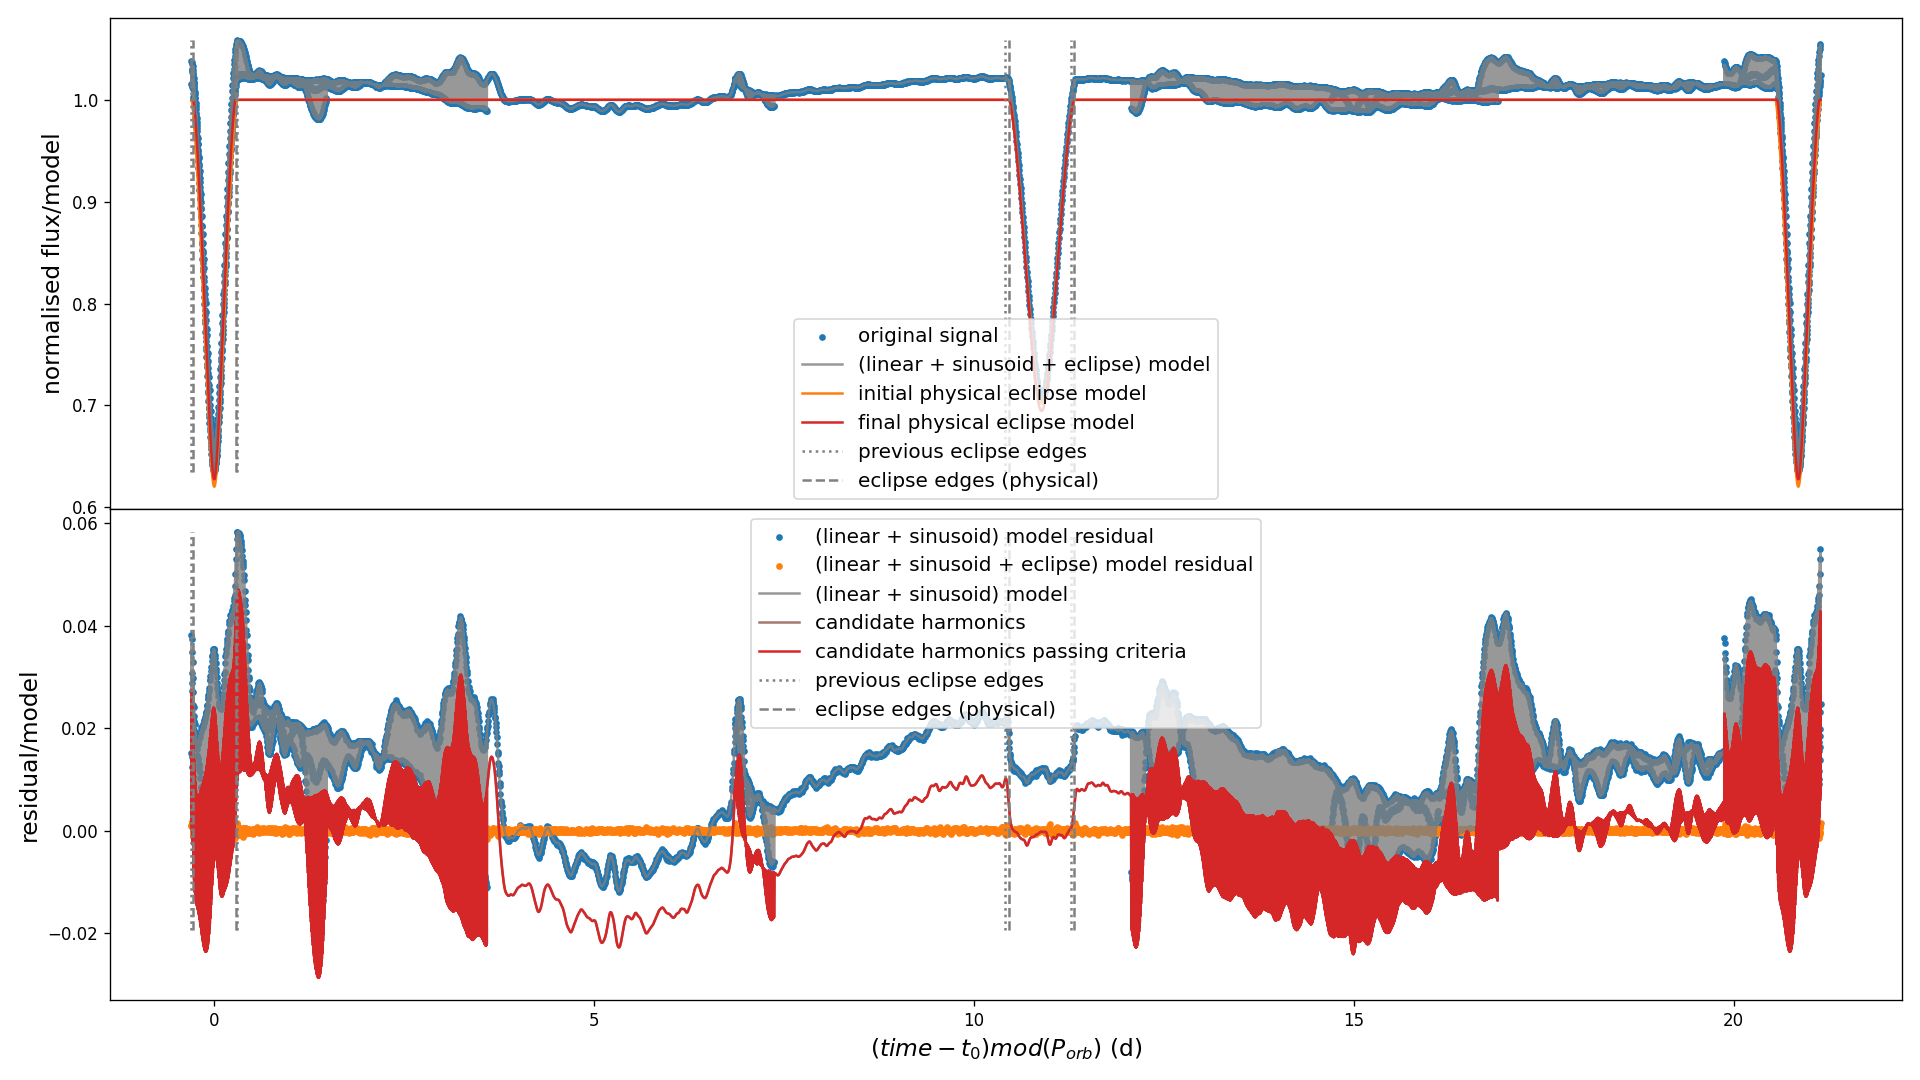 normalised flux/model
1.0
0.9
0.8
0.7
0.6
original signal
(linear + sinusoid + eclipse) model
initial physical eclipse model
final physical eclipse model
previous eclipse edges
eclipse edges (physical)
residual/model
0.06
0.04
0.02
0.00
−0.02
(linear + sinusoid) model residual
(linear + sinusoid + eclipse) model residual
(linear + sinusoid) model
candidate harmonics
candidate harmonics passing criteria
previous eclipse edges
eclipse edges (physical)
0 5 10 15 20
(time − t₀)mod(P_orb) (d)